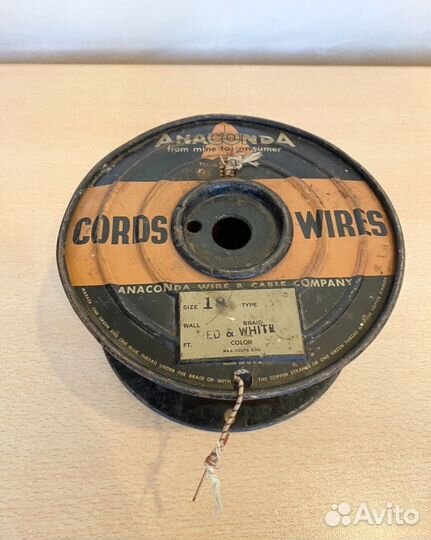 ANACONDA
from mine to consumer
CORDS WIRES
ANACONDA WIRE & CABLE COMPANY
SIZE 18 TYPE
WALL BRAID
ED & WHITE
FT. COLOR
MAX. VOLTS 300
MADE IN U.S.A.
ONE GREEN AND ONE BLUE THREAD UNDER THE BRAID OR WITH THE COPPER STRANDS OR ONE GREEN THREAD
Avito